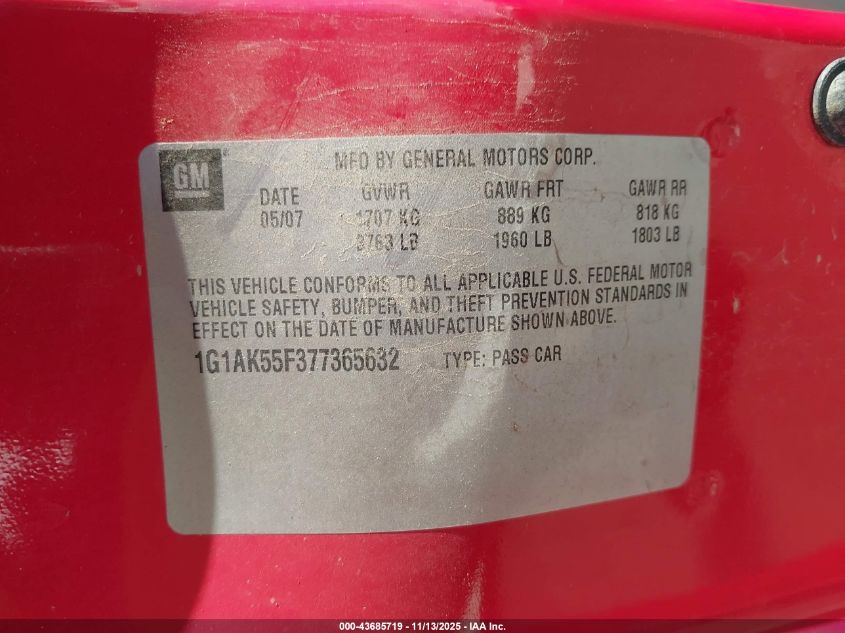 GM
MFD BY GENERAL MOTORS CORP.
DATE GVWR GAWR FRT GAWR RR
05/07 1707 KG 889 KG 818 KG
3763 LB 1960 LB 1803 LB
THIS VEHICLE CONFORMS TO ALL APPLICABLE U.S. FEDERAL MOTOR
VEHICLE SAFETY, BUMPER, AND THEFT PREVENTION STANDARDS IN
EFFECT ON THE DATE OF MANUFACTURE SHOWN ABOVE.
1G1AK55F377365632 TYPE: PASS CAR
000-43685719 - 11/13/2025 - IAA Inc.